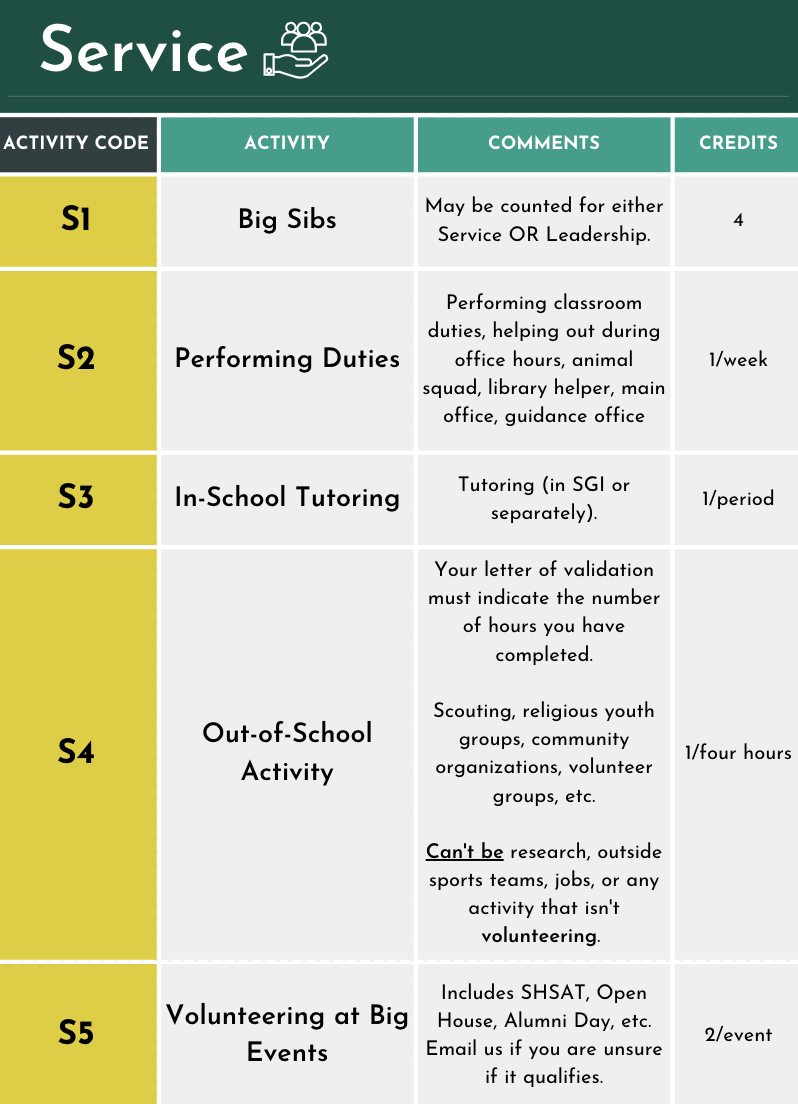 Service
ACTIVITY CODE
ACTIVITY
COMMENTS
CREDITS
S1
Big Sibs
May be counted for either
Service OR Leadership.
4
S2
Performing Duties
Performing classroom
duties, helping out during
office hours, animal
squad, library helper, main
office, guidance office
1/week
S3
In-School Tutoring
Tutoring (in SGI or
separately).
1/period
S4
Out-of-School
Activity
Your letter of validation
must indicate the number
of hours you have
completed.
Scouting, religious youth
groups, community
organizations, volunteer
groups, etc.
Can't be research, outside
sports teams, jobs, or any
activity that isn't
volunteering.
1/four hours
S5
Volunteering at Big
Events
Includes SHSAT, Open
House, Alumni Day, etc.
Email us if you are unsure
if it qualifies.
2/event